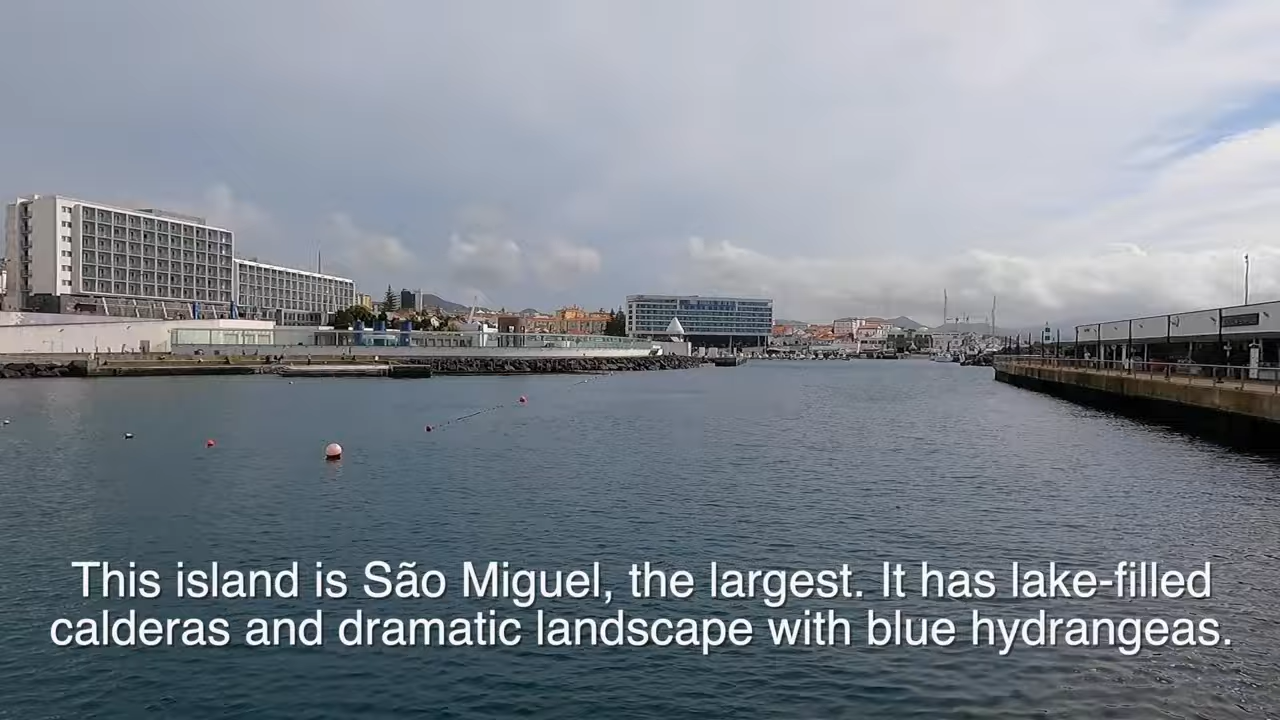 This island is São Miguel, the largest. It has lake-filled
calderas and dramatic landscape with blue hydrangeas.